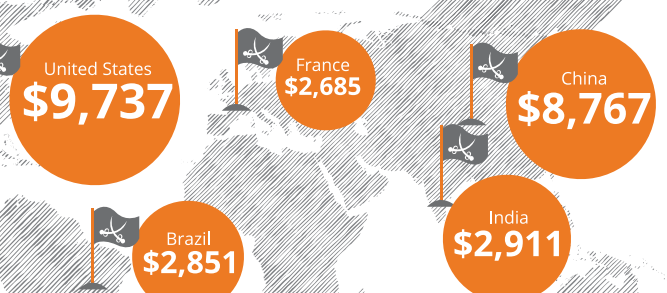 United States
$9,737
France
$2,685
China
$8,767
Brazil
$2,851
India
$2,911